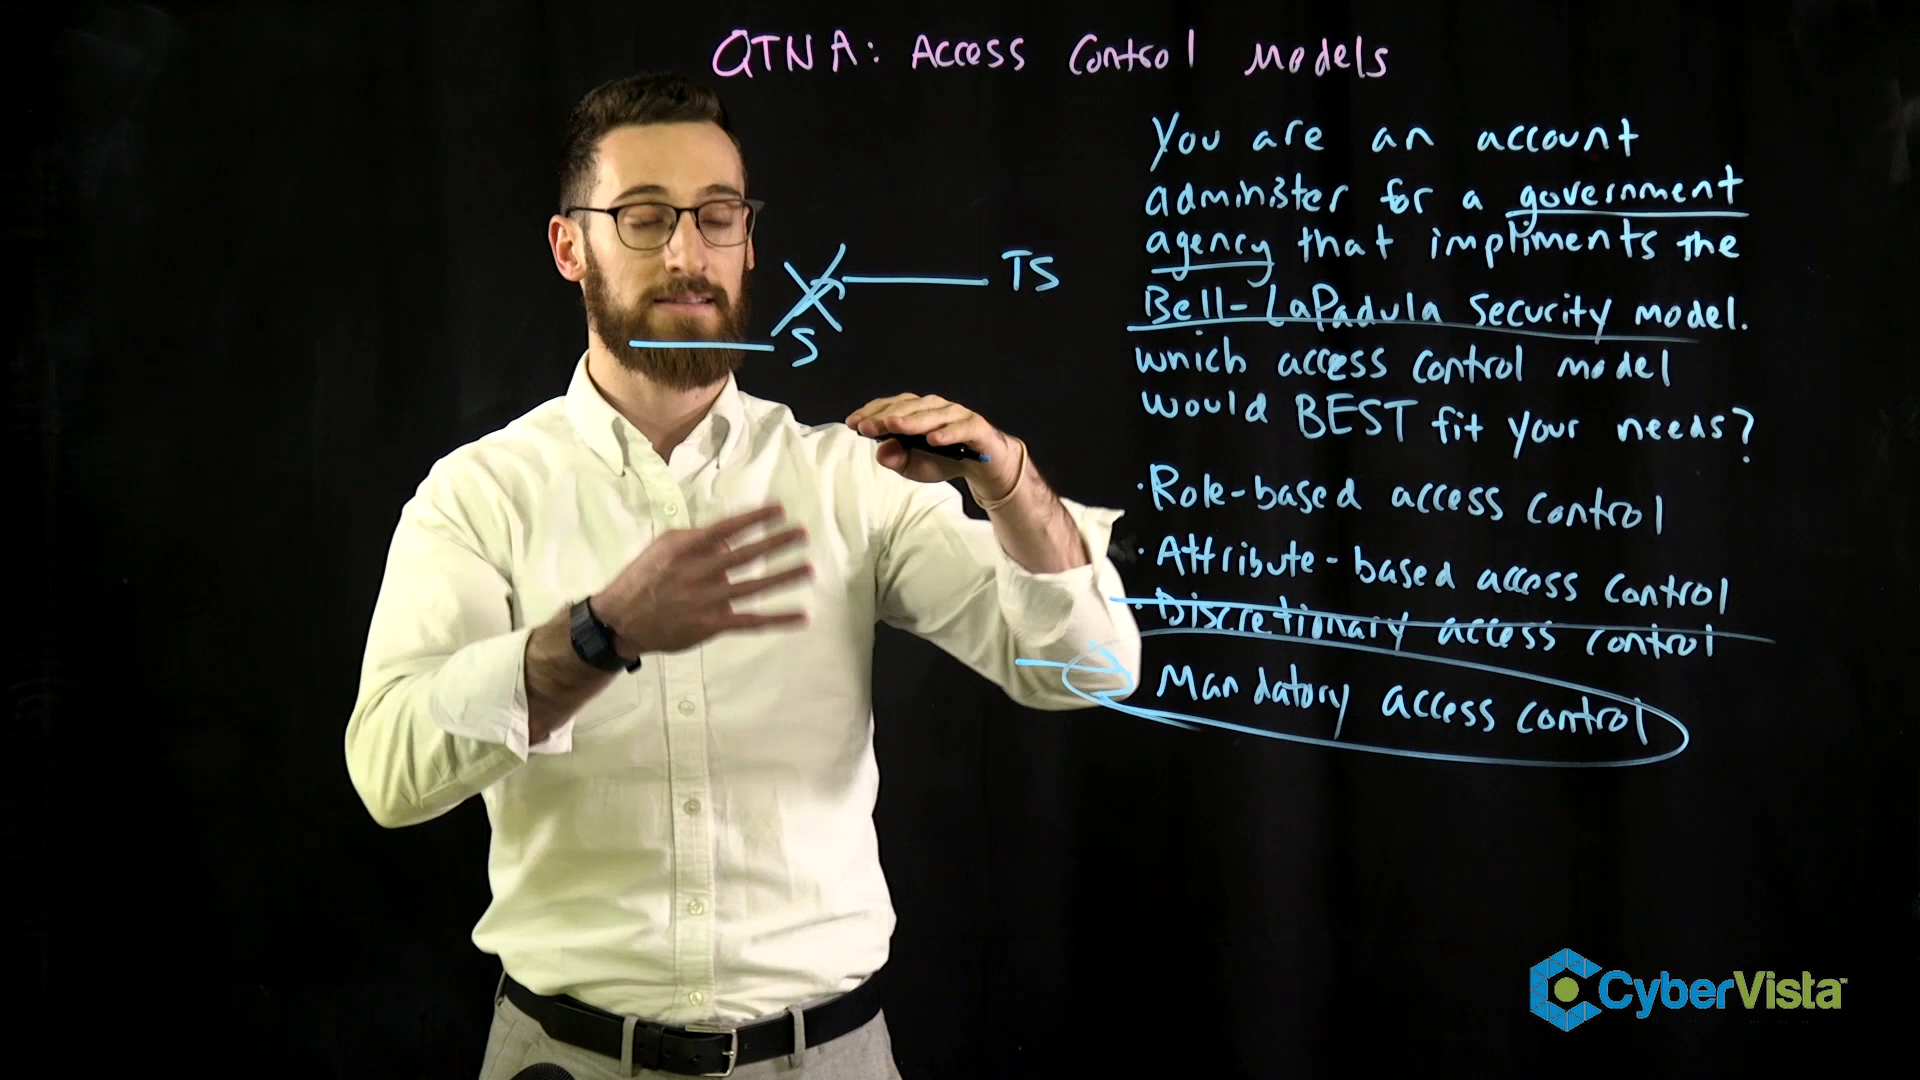 QTNA: Access Control Models
You are an account
administer for a government
agency that impliments the
Bell-LaPadula Security model.
which access control model
would BEST fit your needs?
· Role-based access control
· Attribute-based access control
· Discretionary access control
Mandatory access control
TS
S
CyberVista™